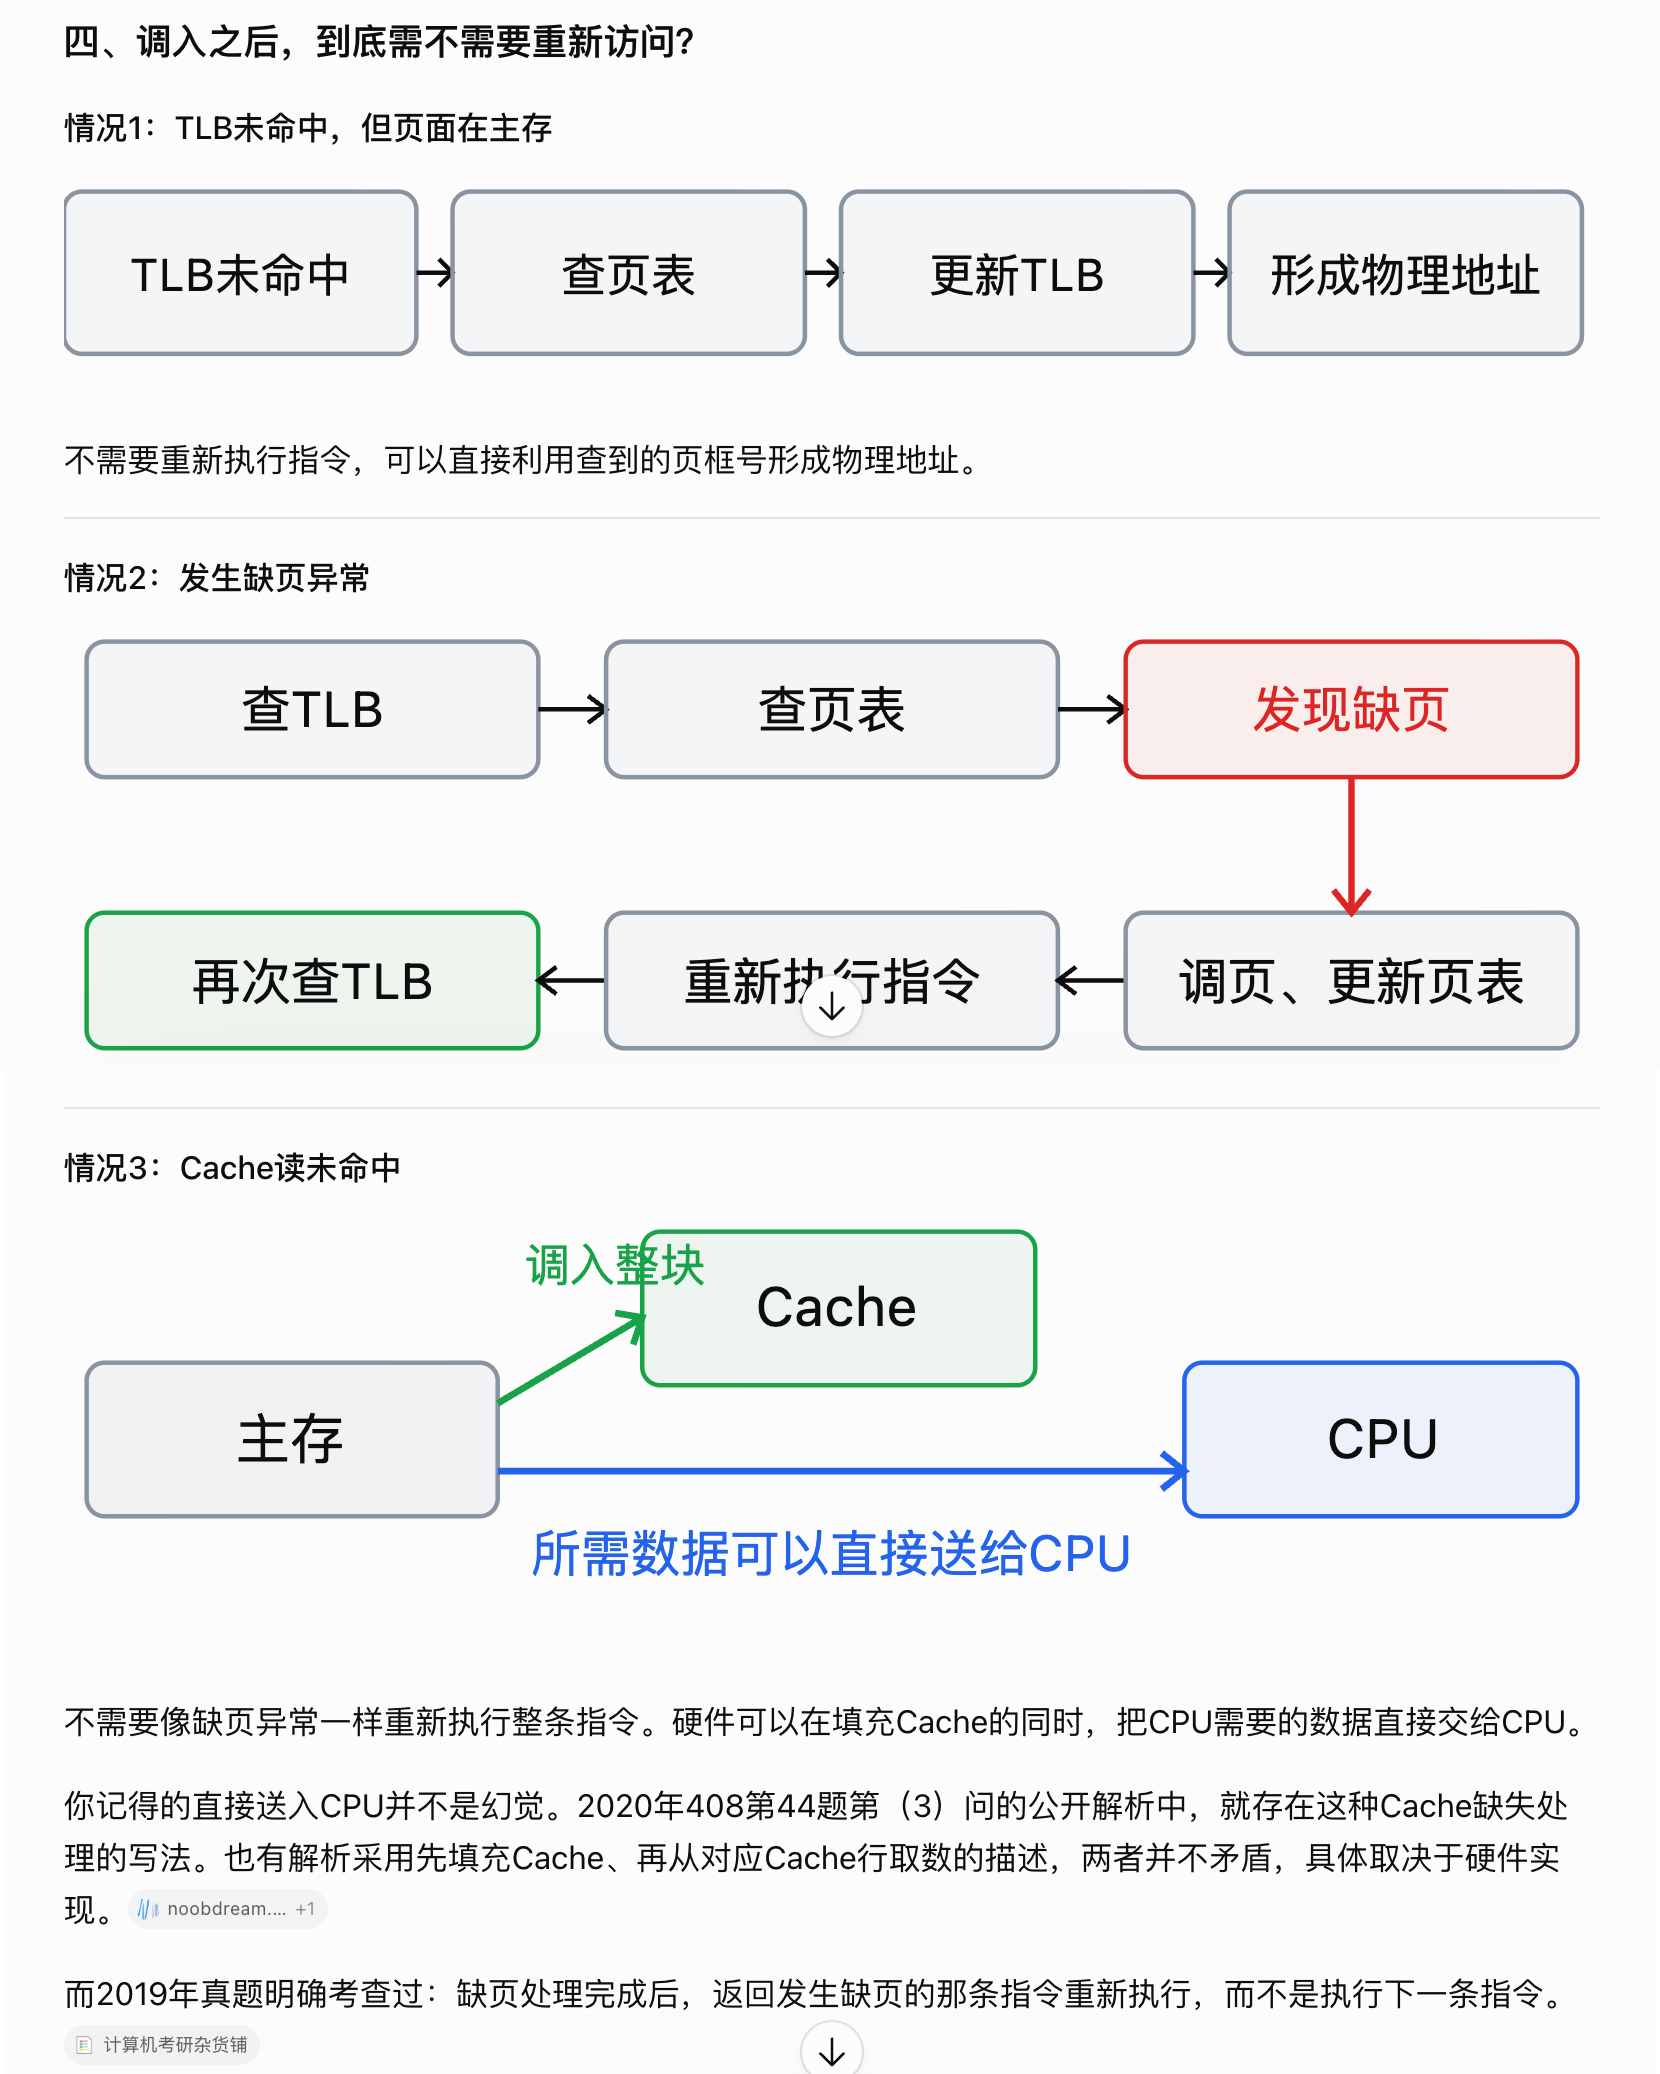 四、调入之后，到底需不需要重新访问？
情况1：TLB未命中，但页面在主存
TLB未命中
查页表
更新TLB
形成物理地址
不需要重新执行指令，可以直接利用查到的页框号形成物理地址。
情况2：发生缺页异常
查TLB
查页表
发现缺页
再次查TLB
重新执行指令
调页、更新页表
情况3：Cache读未命中
调入整块
Cache
主存
CPU
所需数据可以直接送给CPU
不需要像缺页异常一样重新执行整条指令。硬件可以在填充Cache的同时，把CPU需要的数据直接交给CPU。
你记得的直接送入CPU并不是幻觉。2020年408第44题第（3）问的公开解析中，就存在这种Cache缺失处
理的写法。也有解析采用先填充Cache、再从对应Cache行取数的描述，两者并不矛盾，具体取决于硬件实
现。 noobdream.... +1
而2019年真题明确考查过：缺页处理完成后，返回发生缺页的那条指令重新执行，而不是执行下一条指令。
计算机考研杂货铺